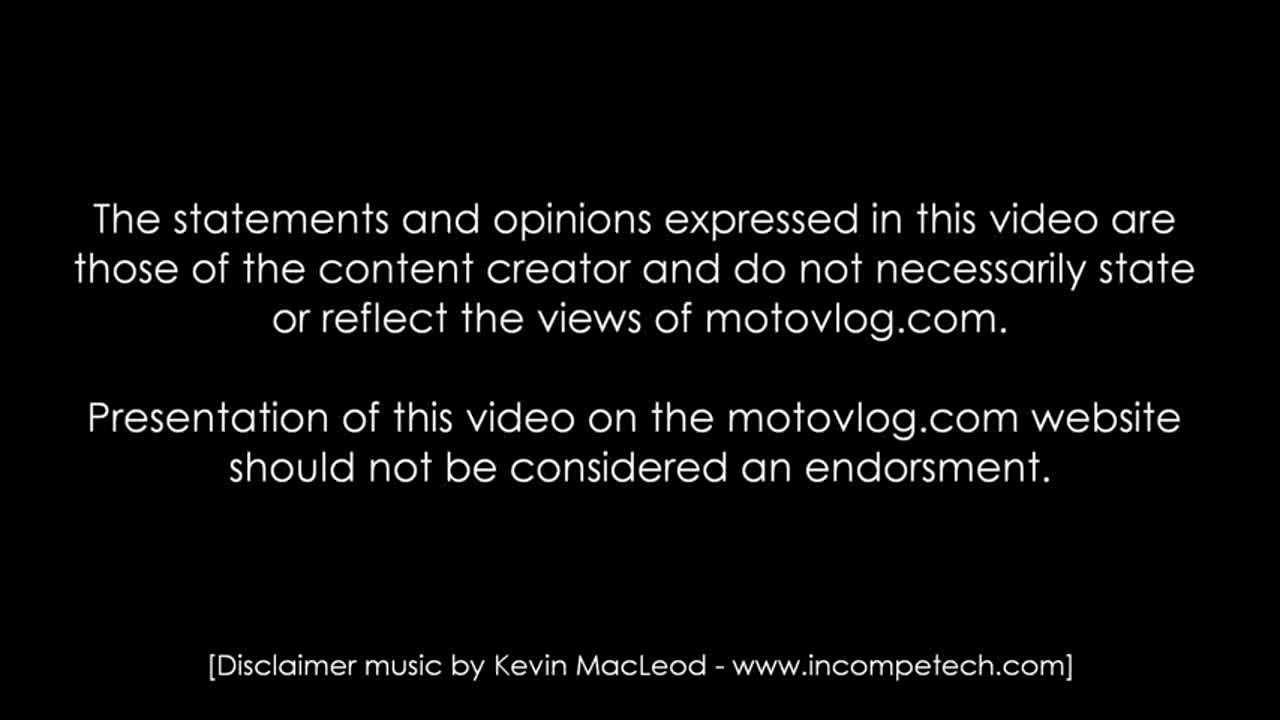 The statements and opinions expressed in this video are
those of the content creator and do not necessarily state
or reflect the views of motovlog.com.
Presentation of this video on the motovlog.com website
should not be considered an endorsment.
[Disclaimer music by Kevin MacLeod - www.incompetech.com]